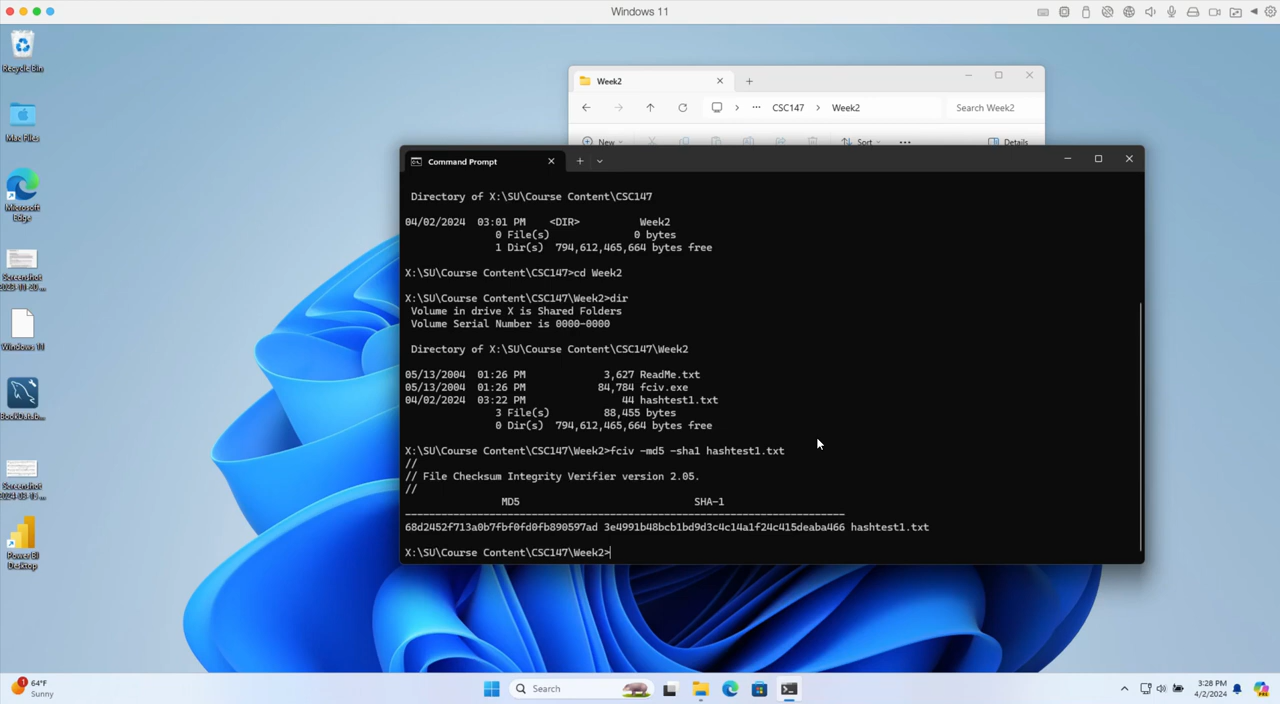 Windows 11
Recycle Bin
Mac Files
Microsoft
Edge
Screenshot
Windows 11
BookDatab...
Screenshot
Power BI
Desktop
Week2
CSC147
Week2
Search Week2
New
Sort
Details
Command Prompt
Directory of X:\SU\Course Content\CSC147
04/02/2024 03:01 PM <DIR> Week2
0 File(s) 0 bytes
1 Dir(s) 794,612,465,664 bytes free
X:\SU\Course Content\CSC147>cd Week2
X:\SU\Course Content\CSC147\Week2>dir
Volume in drive X is Shared Folders
Volume Serial Number is 0000-0000
Directory of X:\SU\Course Content\CSC147\Week2
05/13/2004 01:26 PM 3,627 ReadMe.txt
05/13/2004 01:26 PM 84,784 fciv.exe
04/02/2024 03:22 PM 44 hashtest1.txt
3 File(s) 88,455 bytes
0 Dir(s) 794,612,465,664 bytes free
X:\SU\Course Content\CSC147\Week2>fciv -md5 -sha1 hashtest1.txt
//
// File Checksum Integrity Verifier version 2.05.
//
MD5 SHA-1
-------------------------------------------------------------------------
68d2452f713a0b7fbf0fd0fb890597ad 3e4991b48bcb1bd9d3c4c14a1f24c415deaba466 hashtest1.txt
X:\SU\Course Content\CSC147\Week2>
1
64°F
Sunny
Search
3:28 PM
4/2/2024